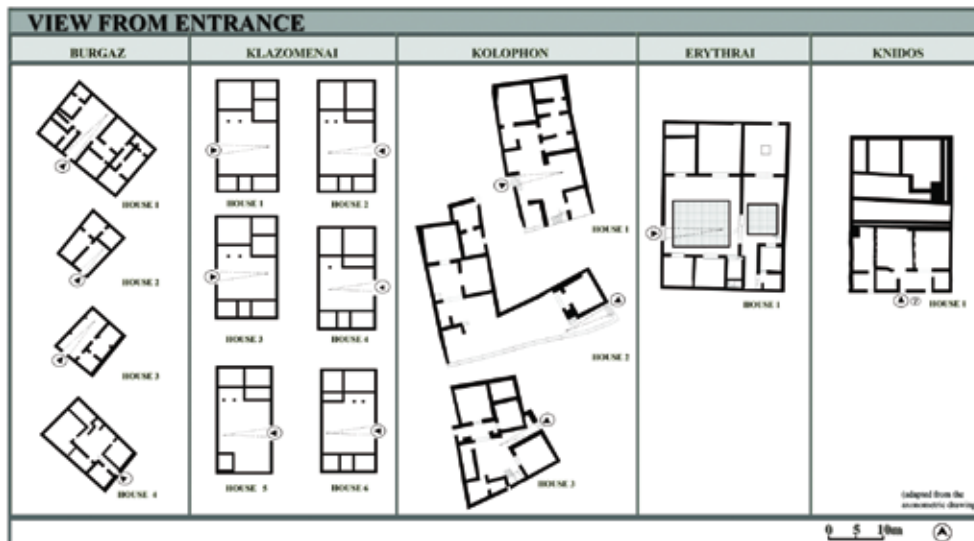 VIEW FROM ENTRANCE
BURGAZ
KLAZOMENAI
KOLOPHON
ERYTHRAI
KNIDOS
HOUSE 1
HOUSE 2
HOUSE 3
HOUSE 4
HOUSE 1
HOUSE 2
HOUSE 3
HOUSE 4
HOUSE 5
HOUSE 6
HOUSE 1
HOUSE 2
HOUSE 3
HOUSE 1
?
HOUSE 1
(adapted from the
axonometric drawing
0 5 10m